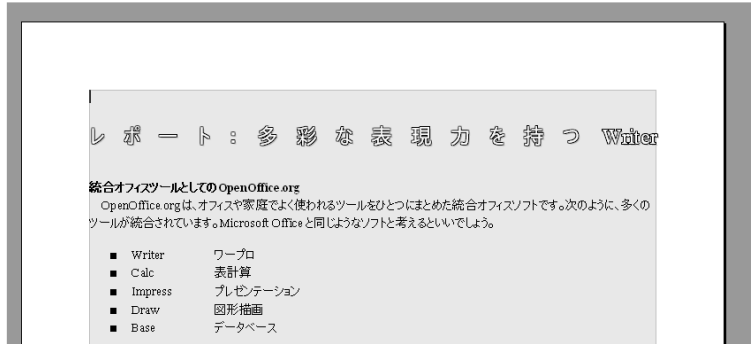 レポート：多彩な表現力を持つ Writer
統合オフィスツールとしての OpenOffice.org
OpenOffice.org は、オフィスや家庭でよく使われるツールをひとつにまとめた統合オフィスソフトです。次のように、多くの
ツールが統合されています。Microsoft Office と同じようなソフトと考えるといいでしょう。
■ Writer ワープロ
■ Calc 表計算
■ Impress プレゼンテーション
■ Draw 図形描画
■ Base データベース